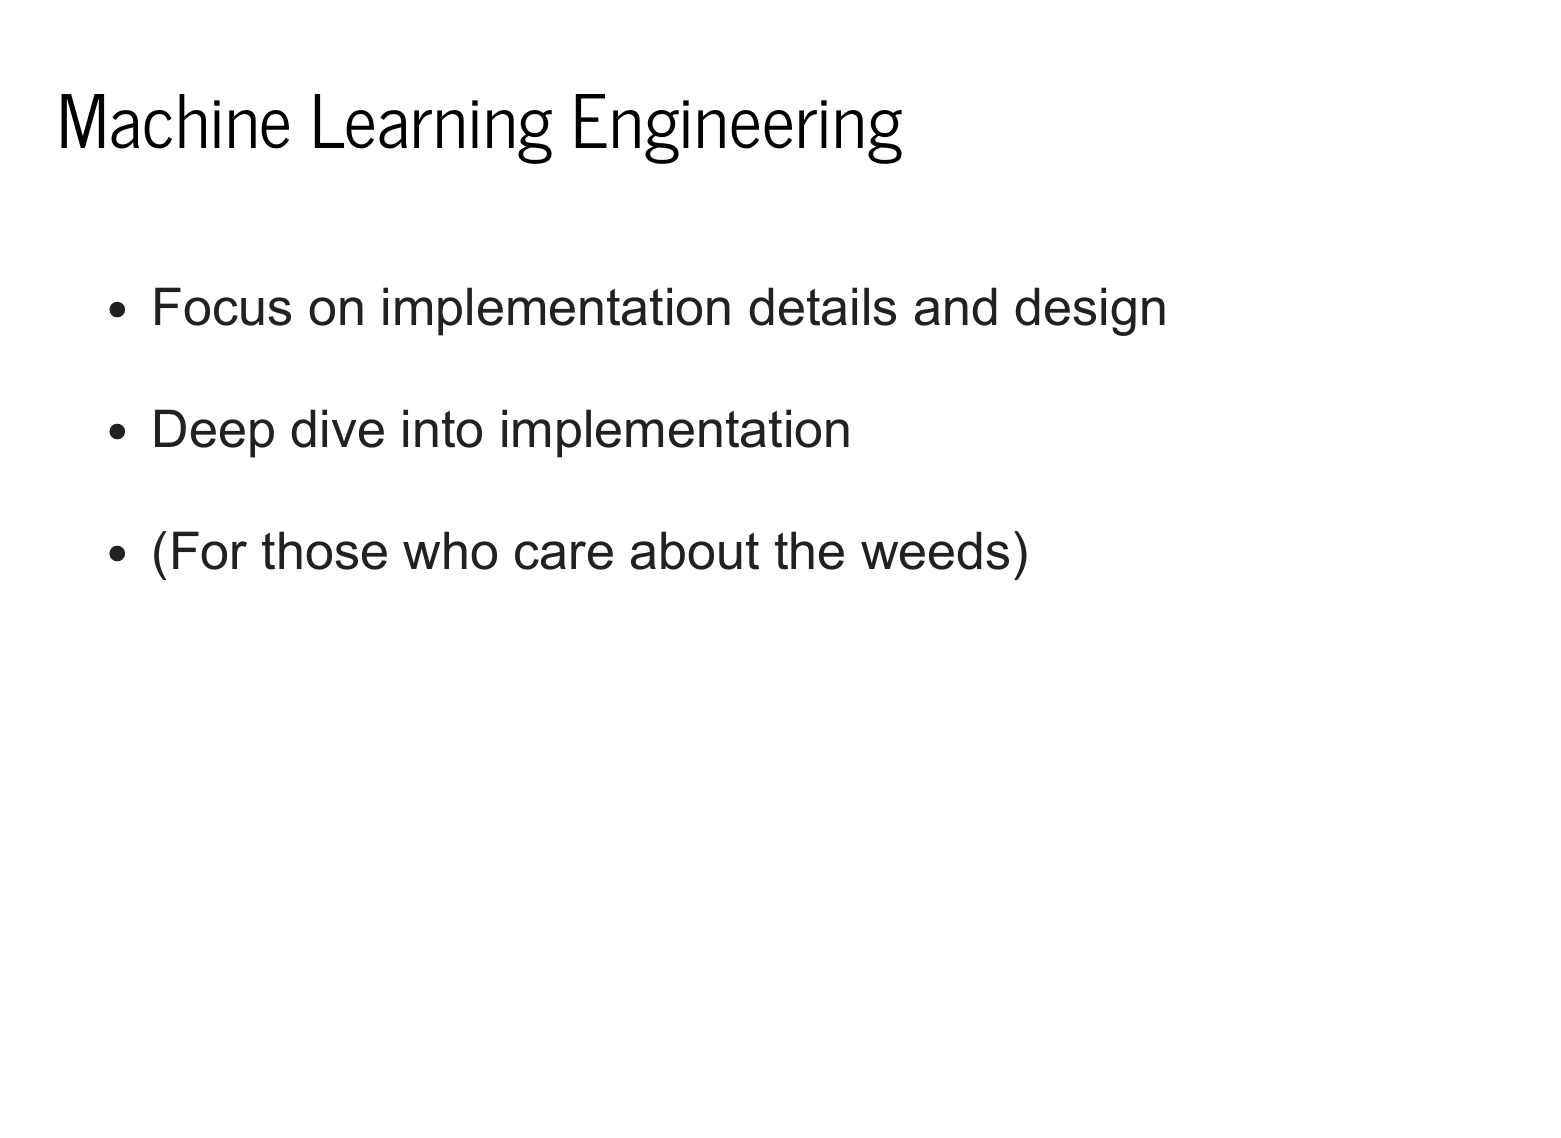 Machine Learning Engineering
• Focus on implementation details and design
• Deep dive into implementation
• (For those who care about the weeds)